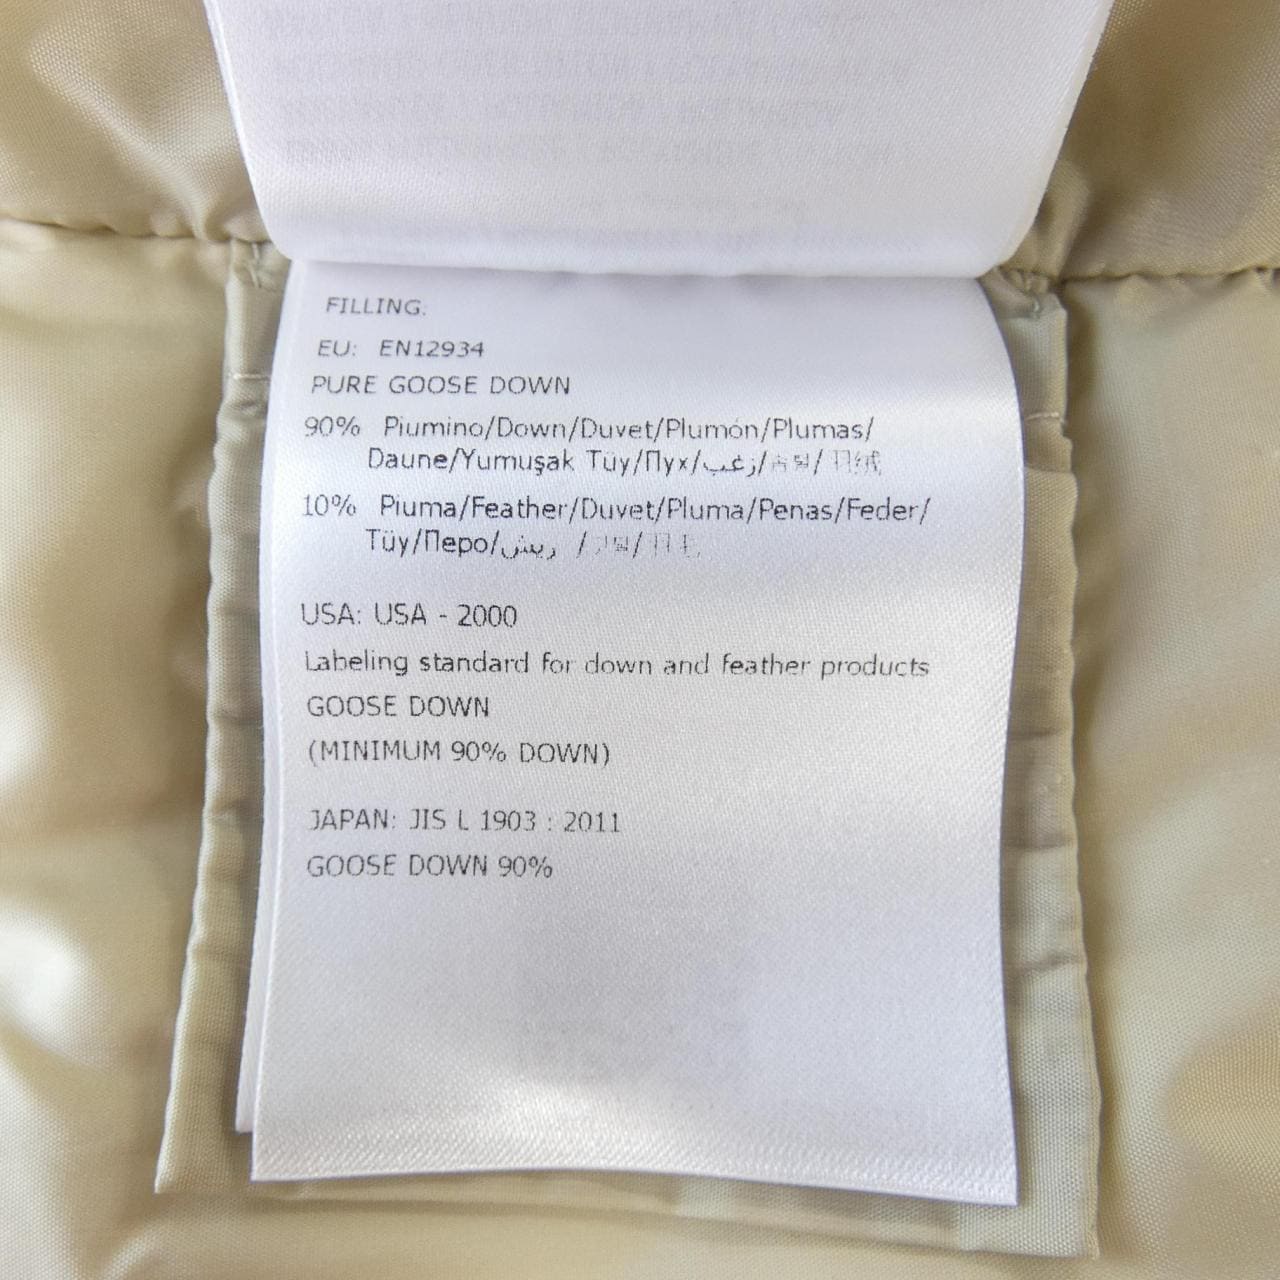 FILLING:
EU: EN12934
PURE GOOSE DOWN
90% Piumino/Down/Duvet/Plumón/Plumas/
Daune/Yumuşak Tüy/Пух/زغب/솜털/羽绒
10% Piuma/Feather/Duvet/Pluma/Penas/Feder/
Tüy/Перо/ريش /깃털/羽毛
USA: USA - 2000
Labeling standard for down and feather products
GOOSE DOWN
(MINIMUM 90% DOWN)
JAPAN: JIS L 1903 : 2011
GOOSE DOWN 90%